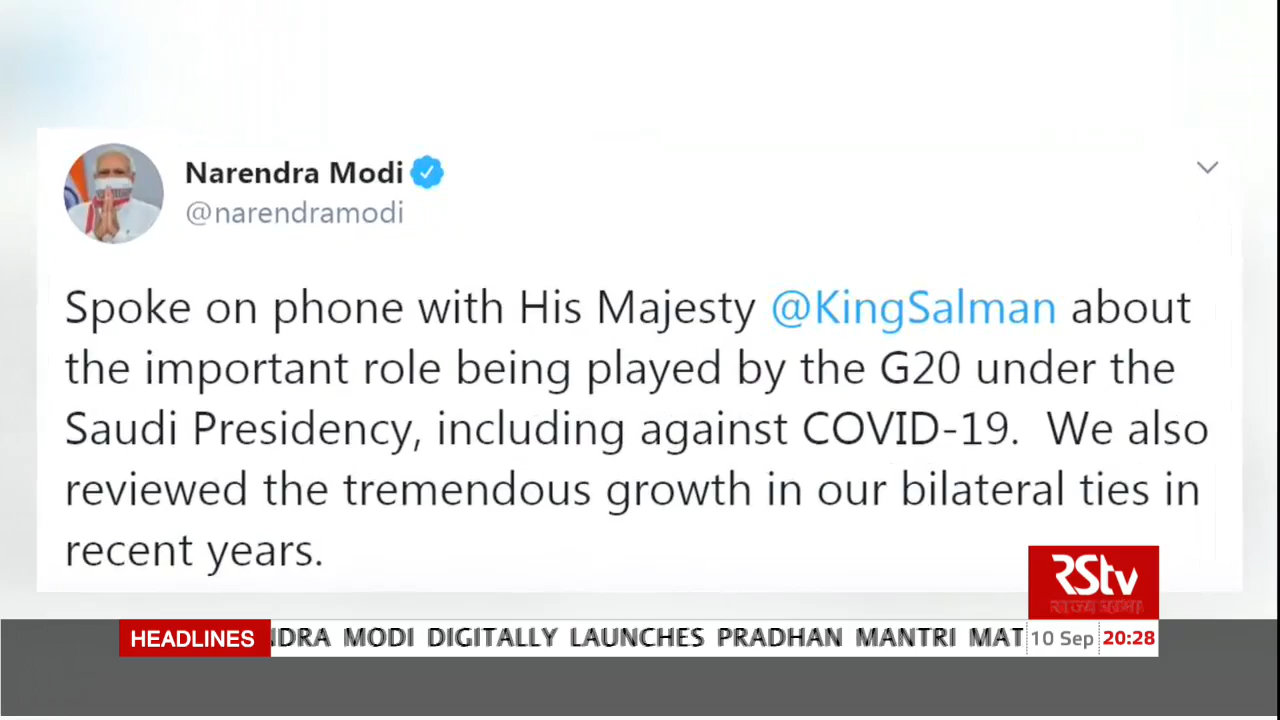 Narendra Modi
@narendramodi
Spoke on phone with His Majesty @KingSalman about
the important role being played by the G20 under the
Saudi Presidency, including against COVID-19. We also
reviewed the tremendous growth in our bilateral ties in
recent years.
RStv
राज्य सभा
HEADLINES NDRA MODI DIGITALLY LAUNCHES PRADHAN MANTRI MAT 10 Sep 20:28